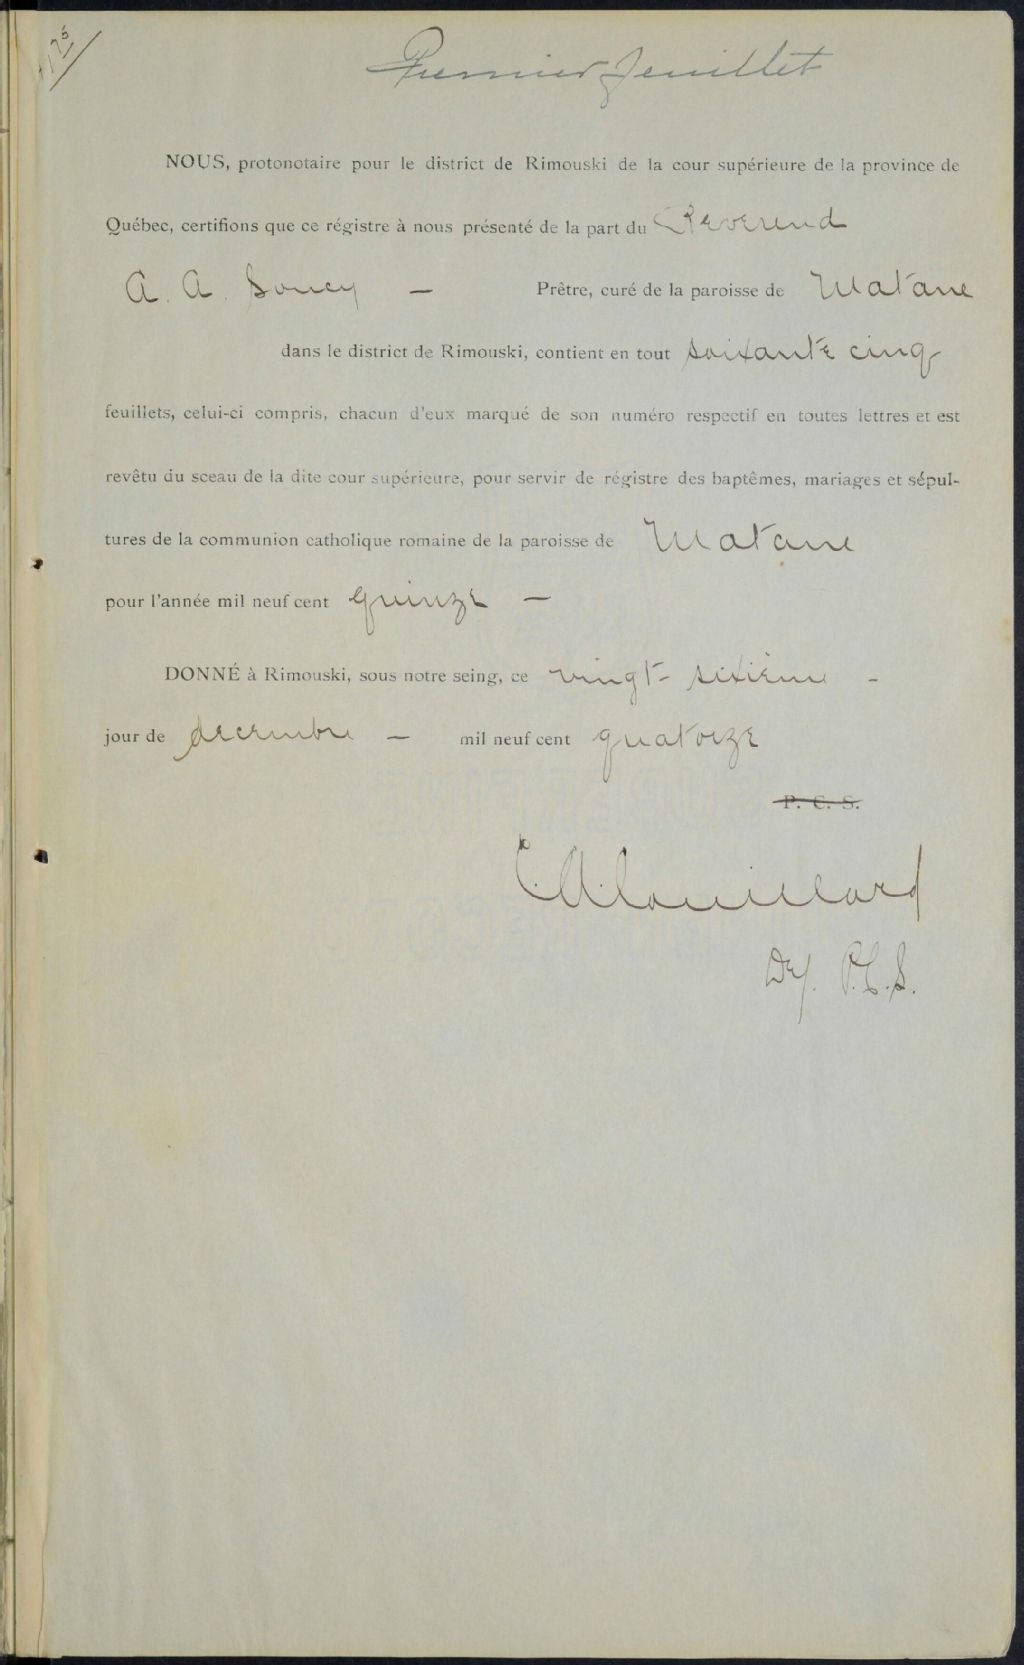 Premier feuillet
NOUS, protonotaire pour le district de Rimouski de la cour supérieure de la province de
Québec, certifions que ce régistre à nous présenté de la part du Reverend
A. A. Soucy — Prêtre, curé de la paroisse de Matane
dans le district de Rimouski, contient en tout soixante cinq
feuillets, celui-ci compris, chacun d'eux marqué de son numéro respectif en toutes lettres et est
revêtu du sceau de la dite cour supérieure, pour servir de régistre des baptêmes, mariages et sépul-
tures de la communion catholique romaine de la paroisse de Matane
pour l'année mil neuf cent quinze —
DONNÉ à Rimouski, sous notre seing, ce vingt-sixième -
jour de decembre — mil neuf cent quatorze
P. C. S.
Dep. P.C.S.